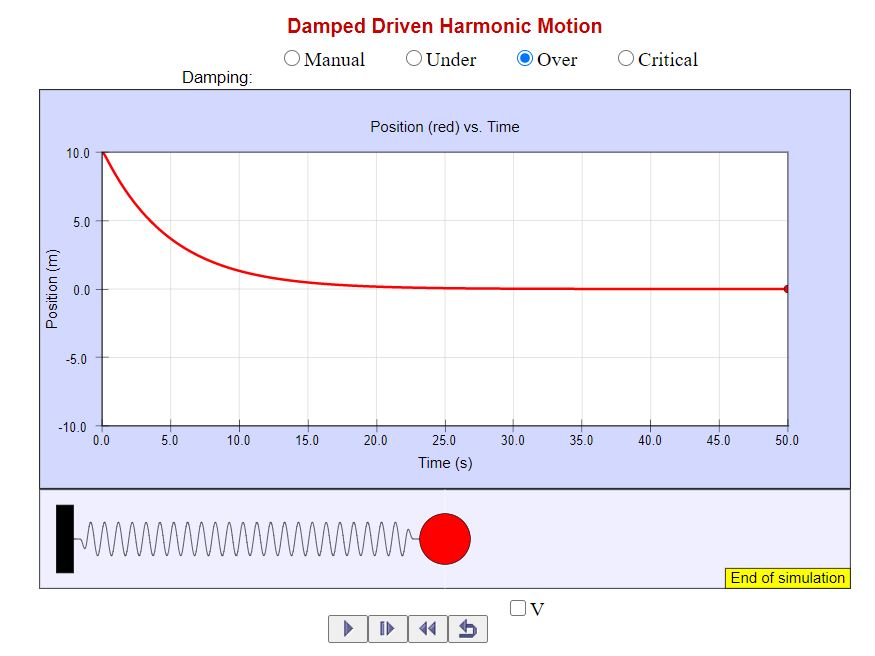 Damped Driven Harmonic Motion
Manual Under Over Critical
Damping:
Position (red) vs. Time
10.0
5.0
0.0
-5.0
-10.0
Position (m)
0.0 5.0 10.0 15.0 20.0 25.0 30.0 35.0 40.0 45.0 50.0
Time (s)
End of simulation
V